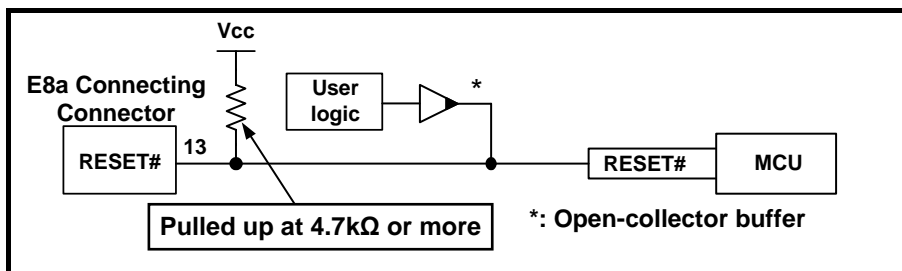 Vcc
E8a Connecting
Connector
RESET#
13
User
logic
*
RESET#
MCU
Pulled up at 4.7kΩ or more
*: Open-collector buffer